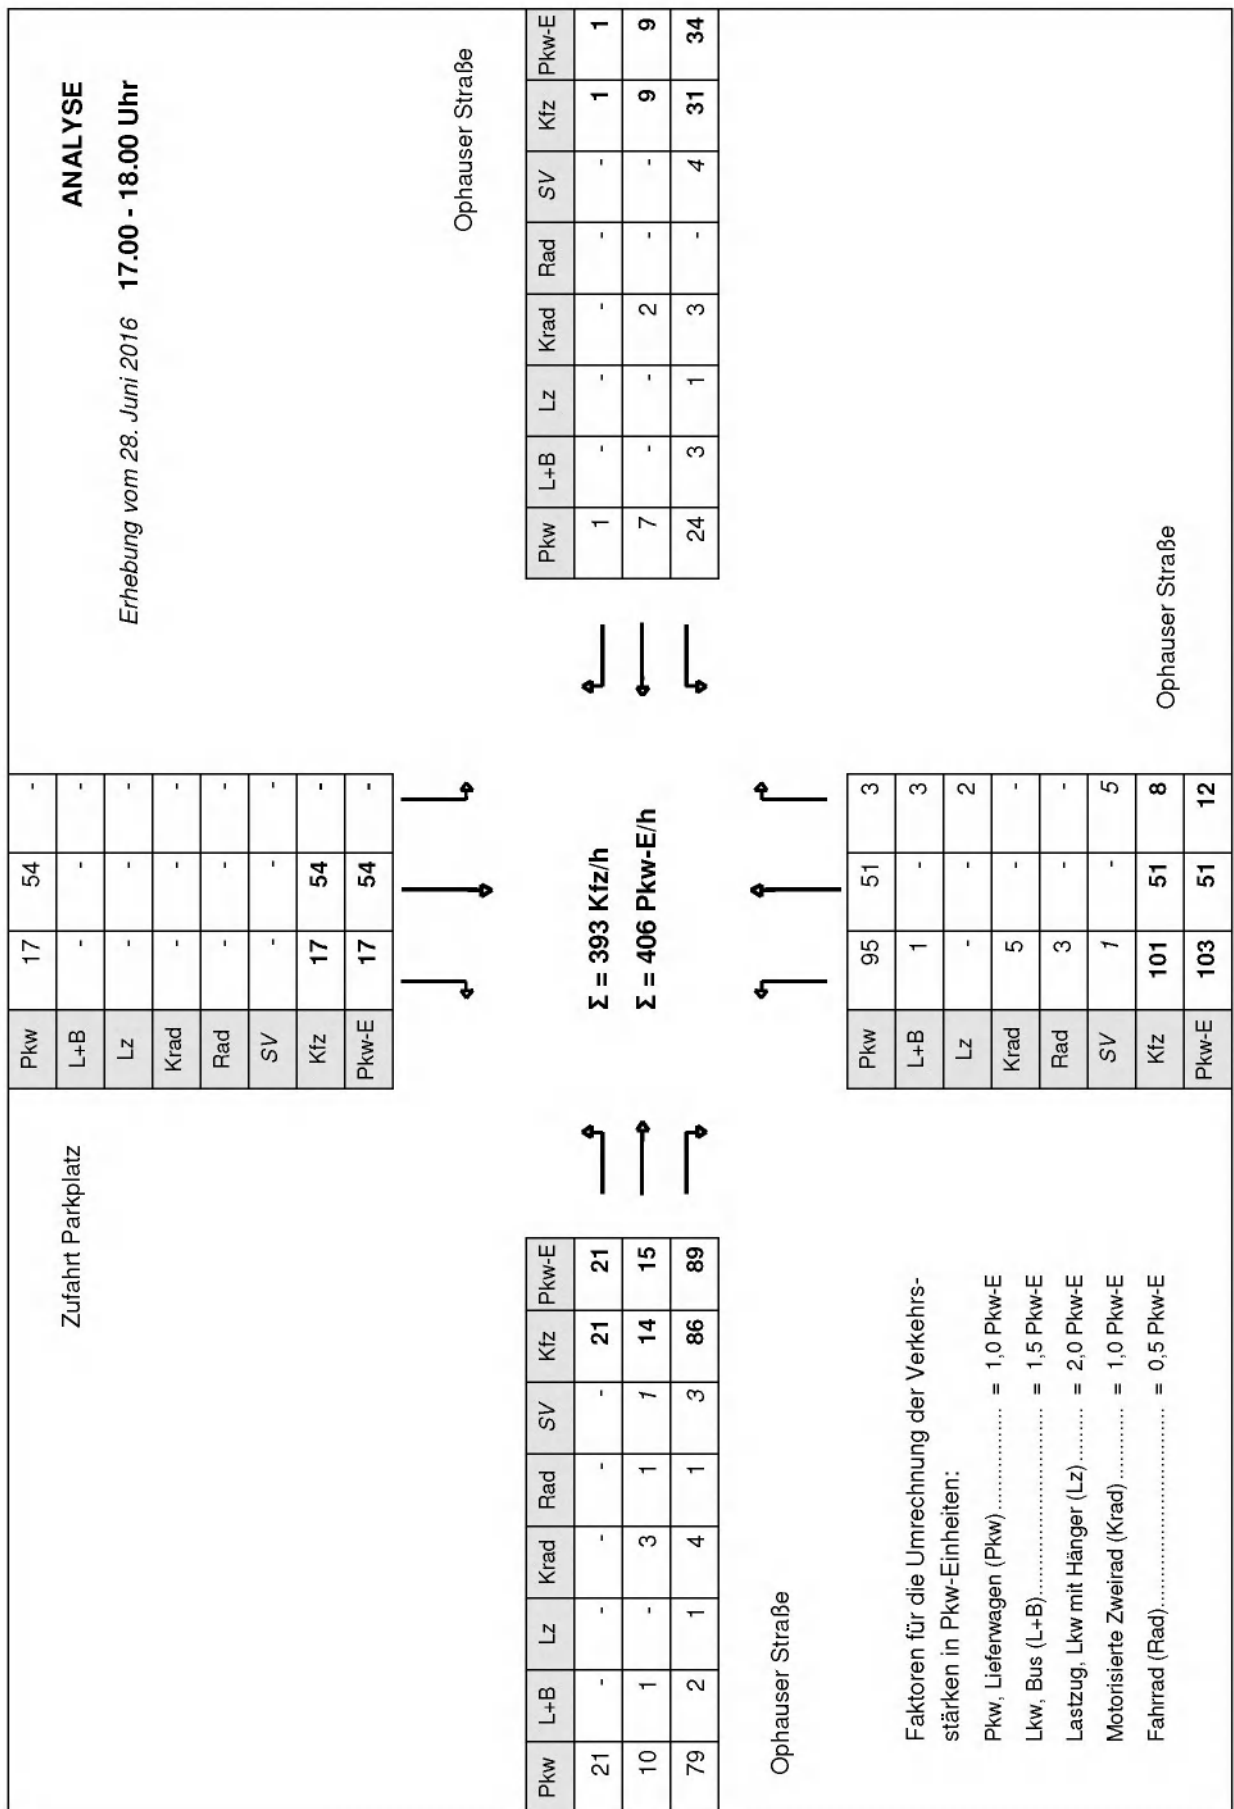 ANALYSE
Erhebung vom 28. Juni 2016 17.00 - 18.00 Uhr
Zufahrt Parkplatz
Pkw 17 54 -
L+B - - -
Lz - - -
Krad - - -
Rad - - -
SV - - -
Kfz 17 54 -
Pkw-E 17 54 -
Ophauser Straße
Pkw L+B Lz Krad Rad SV Kfz Pkw-E
21 - - - - - 21 21
10 1 - 3 1 1 14 15
79 2 1 4 1 3 86 89
Σ = 393 Kfz/h
Σ = 406 Pkw-E/h
Pkw L+B Lz Krad Rad SV Kfz Pkw-E
1 - - - - - 1 1
7 - - 2 - - 9 9
24 3 1 3 - 4 31 34
Ophauser Straße
Pkw 95 51 3
L+B 1 - 3
Lz - - 2
Krad 5 - -
Rad 3 - -
SV 1 - 5
Kfz 101 51 8
Pkw-E 103 51 12
Ophauser Straße
Faktoren für die Umrechnung der Verkehrs-
stärken in Pkw-Einheiten:
Pkw, Lieferwagen (Pkw)................ = 1,0 Pkw-E
Lkw, Bus (L+B)............................ = 1,5 Pkw-E
Lastzug, Lkw mit Hänger (Lz).......... = 2,0 Pkw-E
Motorisierte Zweirad (Krad)............ = 1,0 Pkw-E
Fahrrad (Rad)................................ = 0,5 Pkw-E